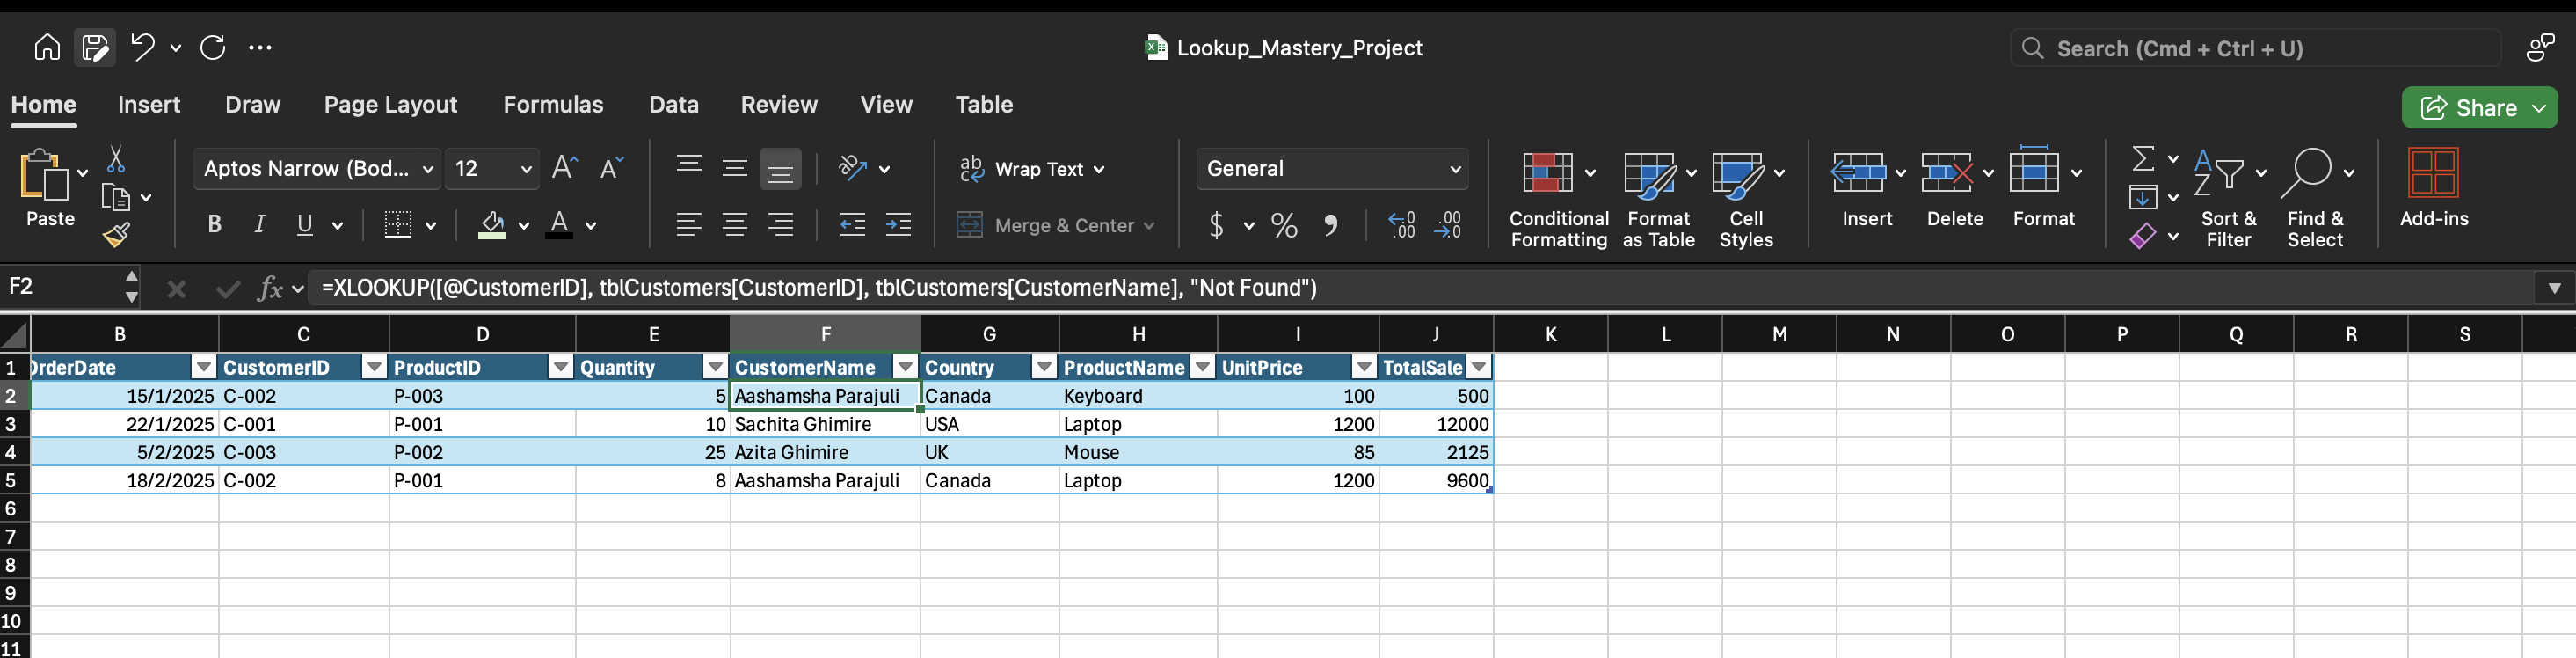 Lookup_Mastery_Project
Search (Cmd + Ctrl + U)
Home Insert Draw Page Layout Formulas Data Review View Table
Share
Paste
Aptos Narrow (Bod... 12
B I U
Wrap Text
Merge & Center
General
$ % 9
Conditional Formatting
Format as Table
Cell Styles
Insert Delete Format
Sort & Filter
Find & Select
Add-ins
F2 fx =XLOOKUP([@CustomerID], tblCustomers[CustomerID], tblCustomers[CustomerName], "Not Found")
B C D E F G H I J K L M N O P Q R S
1 OrderDate CustomerID ProductID Quantity CustomerName Country ProductName UnitPrice TotalSale
2 15/1/2025 C-002 P-003 5 Aashamsha Parajuli Canada Keyboard 100 500
3 22/1/2025 C-001 P-001 10 Sachita Ghimire USA Laptop 1200 12000
4 5/2/2025 C-003 P-002 25 Azita Ghimire UK Mouse 85 2125
5 18/2/2025 C-002 P-001 8 Aashamsha Parajuli Canada Laptop 1200 9600
6
7
8
9
10
11